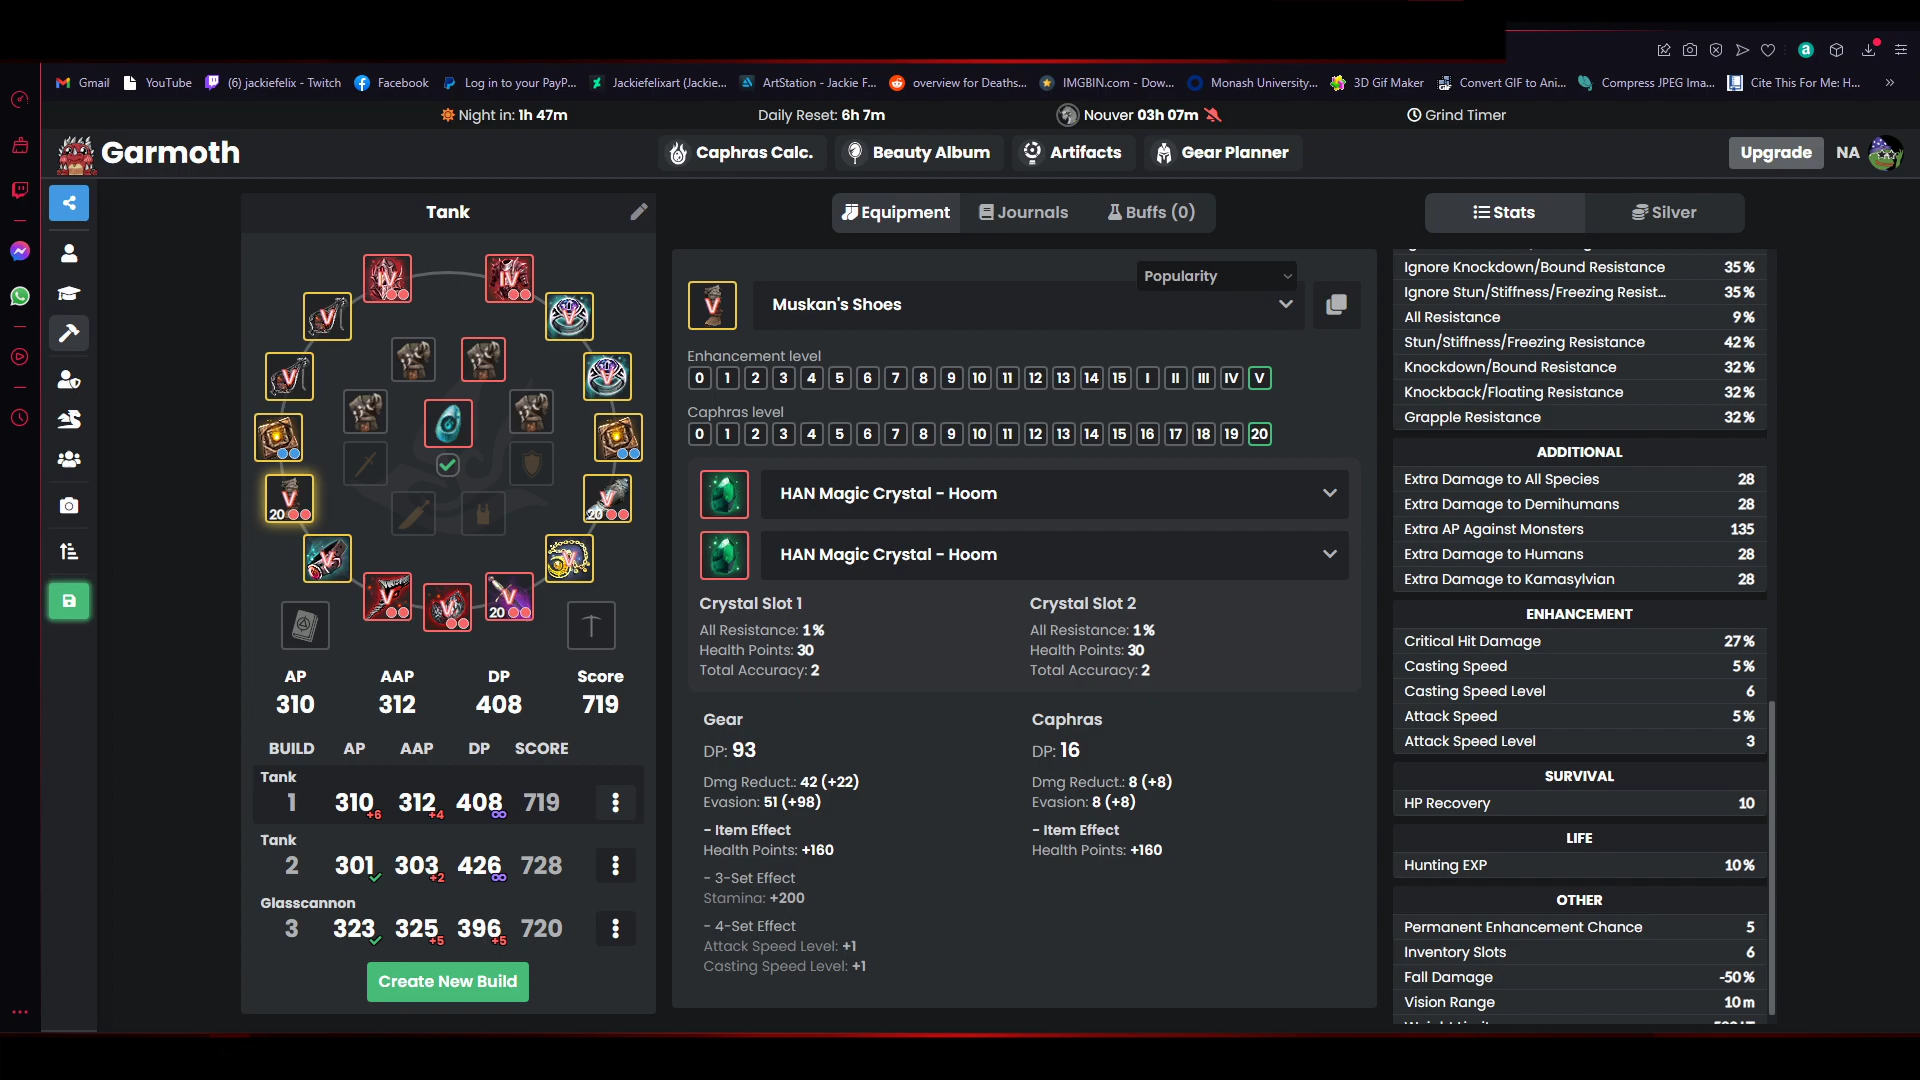 Gmail YouTube (6) jackiefelix - Twitch Facebook Log in to your PayP... Jackiefelixart (Jackie... ArtStation - Jackie F... overview for Deaths... IMGBIN.com - Dow... Monash University... 3D Gif Maker Convert GIF to Ani... Compress JPEG Ima... Cite This For Me: H... »
Night in: 1h 47m Daily Reset: 6h 7m Nouver 03h 07m Grind Timer
Garmoth Caphras Calc. Beauty Album Artifacts Gear Planner Upgrade NA
Tank
IV IV
V V
V V
V V
20 20
V V
V V V
20
AP AAP DP Score
310 312 408 719
BUILD AP AAP DP SCORE
Tank
1 310 +6 312 +4 408 ∞ 719
Tank
2 301 303 +2 426 ∞ 728
Glasscannon
3 323 325 +5 396 +5 720
Create New Build
Equipment Journals Buffs (0)
Popularity
V Muskan's Shoes
Enhancement level
0 1 2 3 4 5 6 7 8 9 10 11 12 13 14 15 I II III IV V
Caphras level
0 1 2 3 4 5 6 7 8 9 10 11 12 13 14 15 16 17 18 19 20
HAN Magic Crystal - Hoom
HAN Magic Crystal - Hoom
Crystal Slot 1
All Resistance: 1%
Health Points: 30
Total Accuracy: 2
Crystal Slot 2
All Resistance: 1%
Health Points: 30
Total Accuracy: 2
Gear
DP: 93
Dmg Reduct.: 42 (+22)
Evasion: 51 (+98)
- Item Effect
Health Points: +160
- 3-Set Effect
Stamina: +200
- 4-Set Effect
Attack Speed Level: +1
Casting Speed Level: +1
Caphras
DP: 16
Dmg Reduct.: 8 (+8)
Evasion: 8 (+8)
- Item Effect
Health Points: +160
Stats Silver
Ignore Knockdown/Bound Resistance 35%
Ignore Stun/Stiffness/Freezing Resist... 35%
All Resistance 9%
Stun/Stiffness/Freezing Resistance 42%
Knockdown/Bound Resistance 32%
Knockback/Floating Resistance 32%
Grapple Resistance 32%
ADDITIONAL
Extra Damage to All Species 28
Extra Damage to Demihumans 28
Extra AP Against Monsters 135
Extra Damage to Humans 28
Extra Damage to Kamasylvian 28
ENHANCEMENT
Critical Hit Damage 27%
Casting Speed 5%
Casting Speed Level 6
Attack Speed 5%
Attack Speed Level 3
SURVIVAL
HP Recovery 10
LIFE
Hunting EXP 10%
OTHER
Permanent Enhancement Chance 5
Inventory Slots 6
Fall Damage -50%
Vision Range 10 m